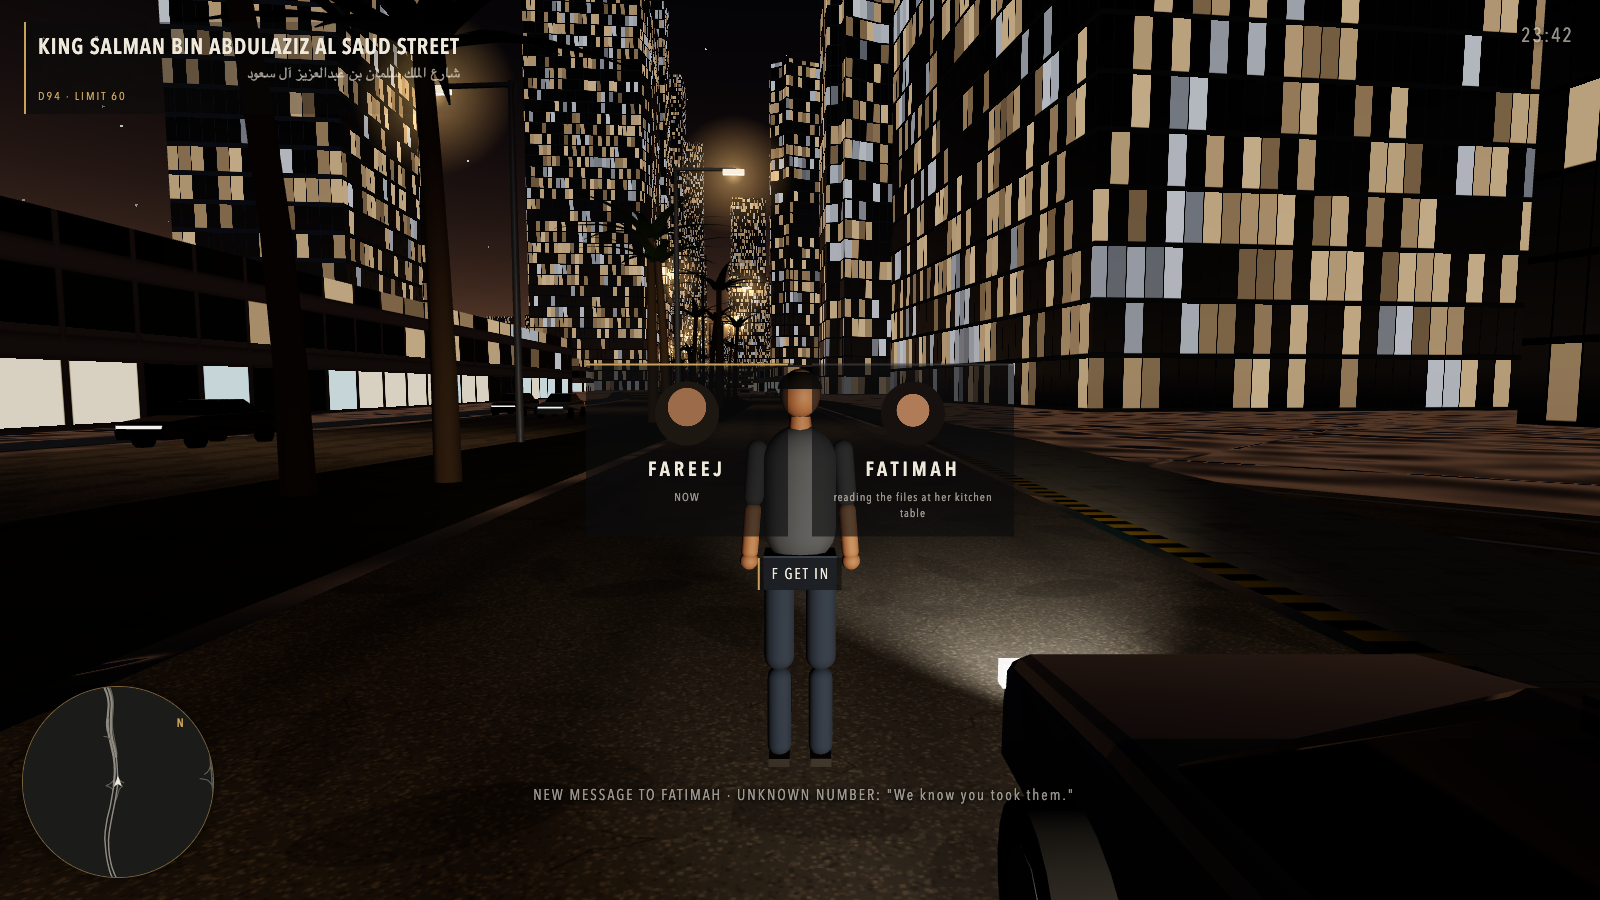 KING SALMAN BIN ABDULAZIZ AL SAUD STREET
شارع الملك سلمان بن عبدالعزيز آل سعود
D94 · LIMIT 60
23:42
FAREEJ
NOW
FATIMAH
reading the files at her kitchen
table
F GET IN
N
NEW MESSAGE TO FATIMAH · UNKNOWN NUMBER: "We know you took them."